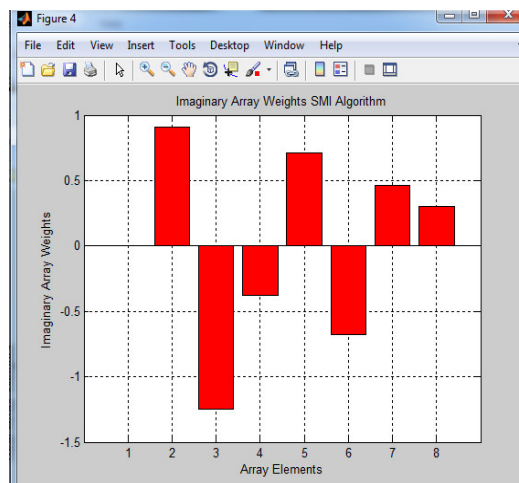 Figure 4
File Edit View Insert Tools Desktop Window Help
Imaginary Array Weights SMI Algorithm
1
0.5
0
-0.5
-1
-1.5
Imaginary Array Weights
1 2 3 4 5 6 7 8
Array Elements